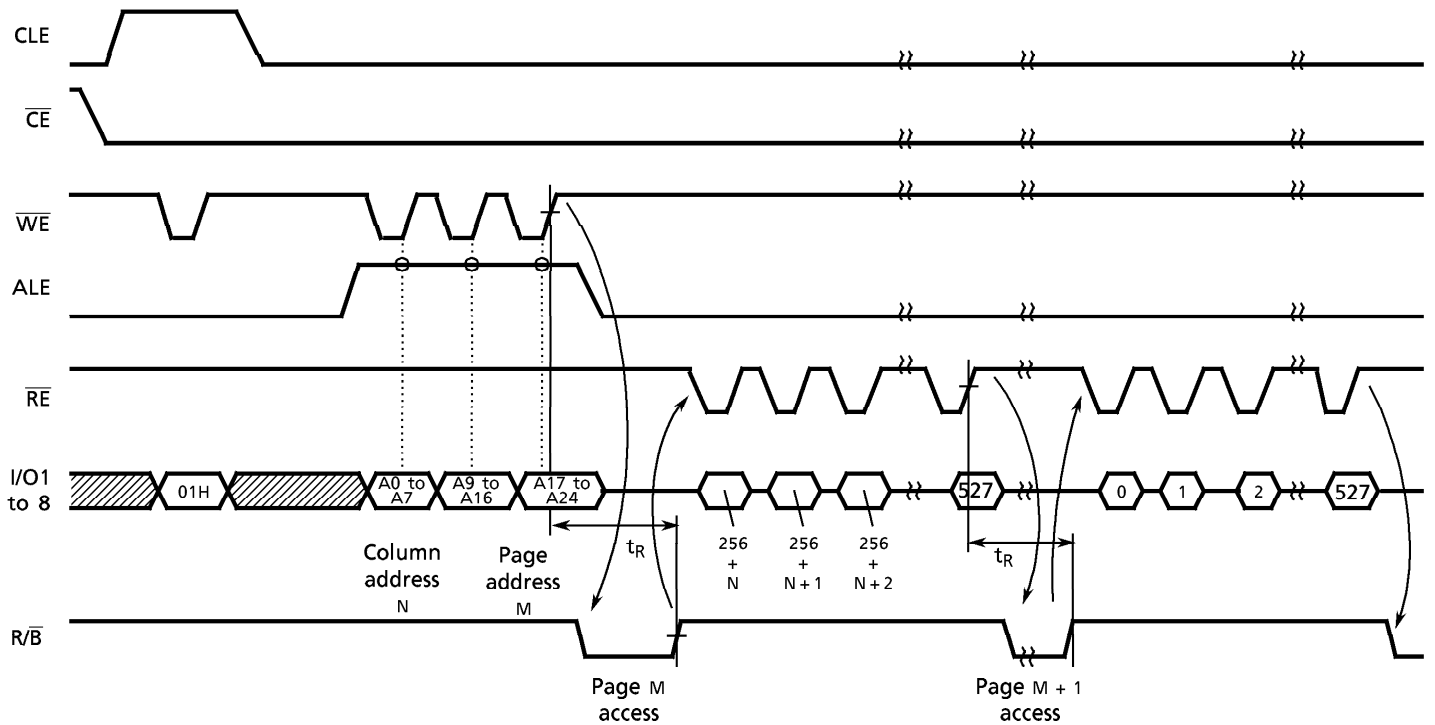 CLE
CE
WE
ALE
RE
I/O1
to 8
01H
A0 to
A7
A9 to
A16
A17 to
A24
527
0
1
2
527
Column
address
N
Page
address
M
tR
256
+
N
256
+
N + 1
256
+
N + 2
tR
R/B
Page M
access
Page M + 1
access